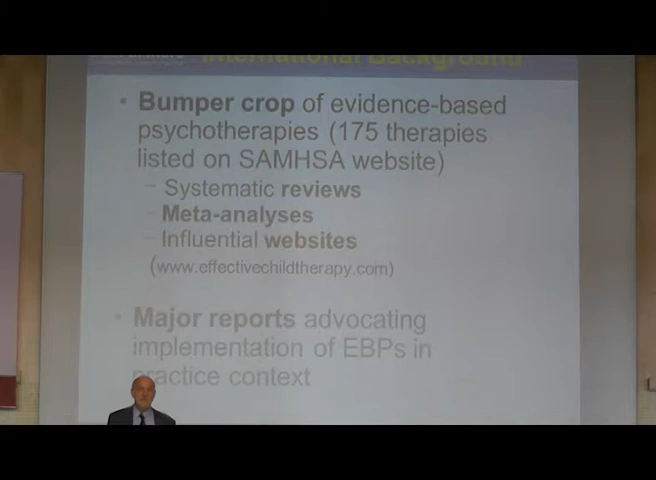 International Background
• Bumper crop of evidence-based
psychotherapies (175 therapies
listed on SAMHSA website)
– Systematic reviews
– Meta-analyses
– Influential websites
(www.effectivechildtherapy.com)
• Major reports advocating
implementation of EBPs in
practice context